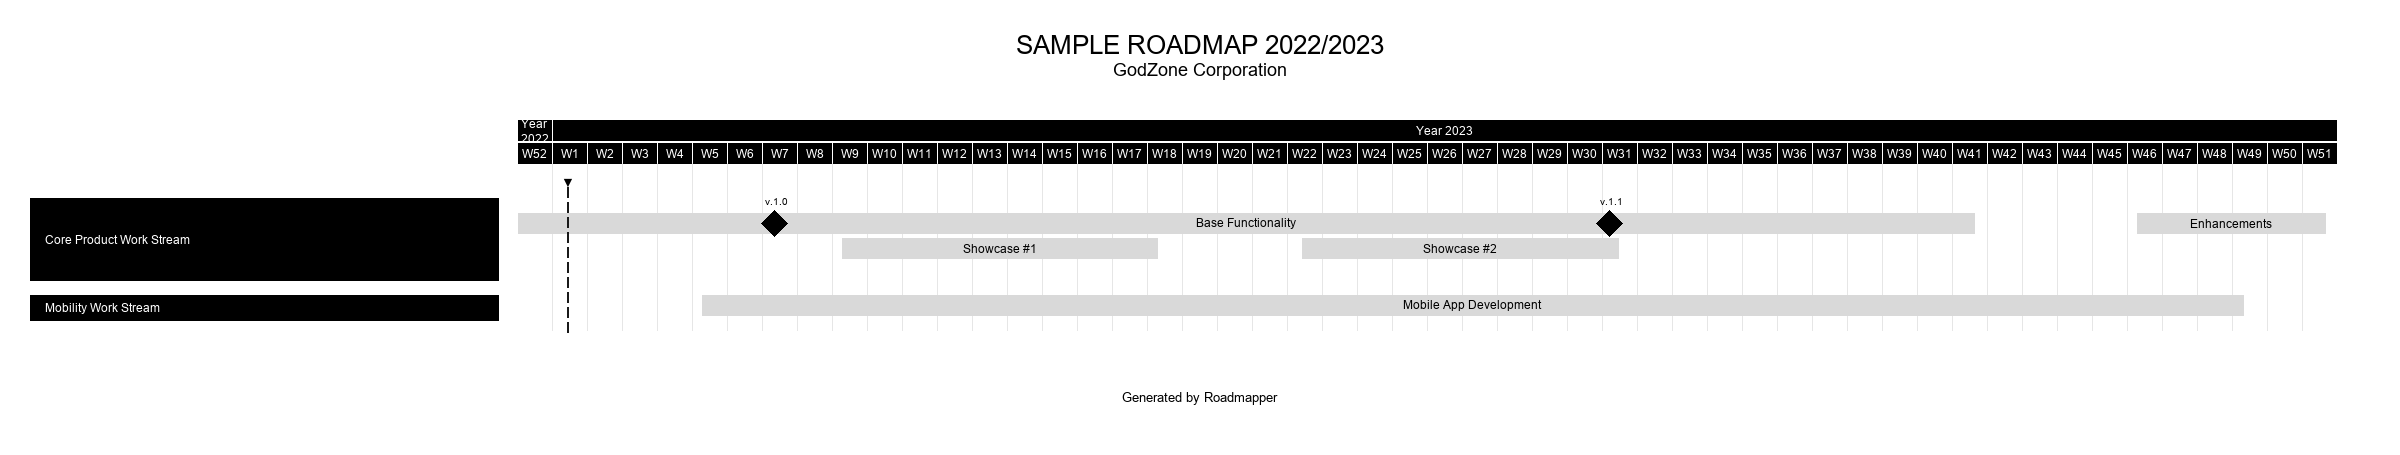 SAMPLE ROADMAP 2022/2023
GodZone Corporation
Year
2022
Year 2023
W52 W1 W2 W3 W4 W5 W6 W7 W8 W9 W10 W11 W12 W13 W14 W15 W16 W17 W18 W19 W20 W21 W22 W23 W24 W25 W26 W27 W28 W29 W30 W31 W32 W33 W34 W35 W36 W37 W38 W39 W40 W41 W42 W43 W44 W45 W46 W47 W48 W49 W50 W51
v.1.0 v.1.1
Core Product Work Stream
Base Functionality Enhancements
Showcase #1 Showcase #2
Mobility Work Stream Mobile App Development
Generated by Roadmapper